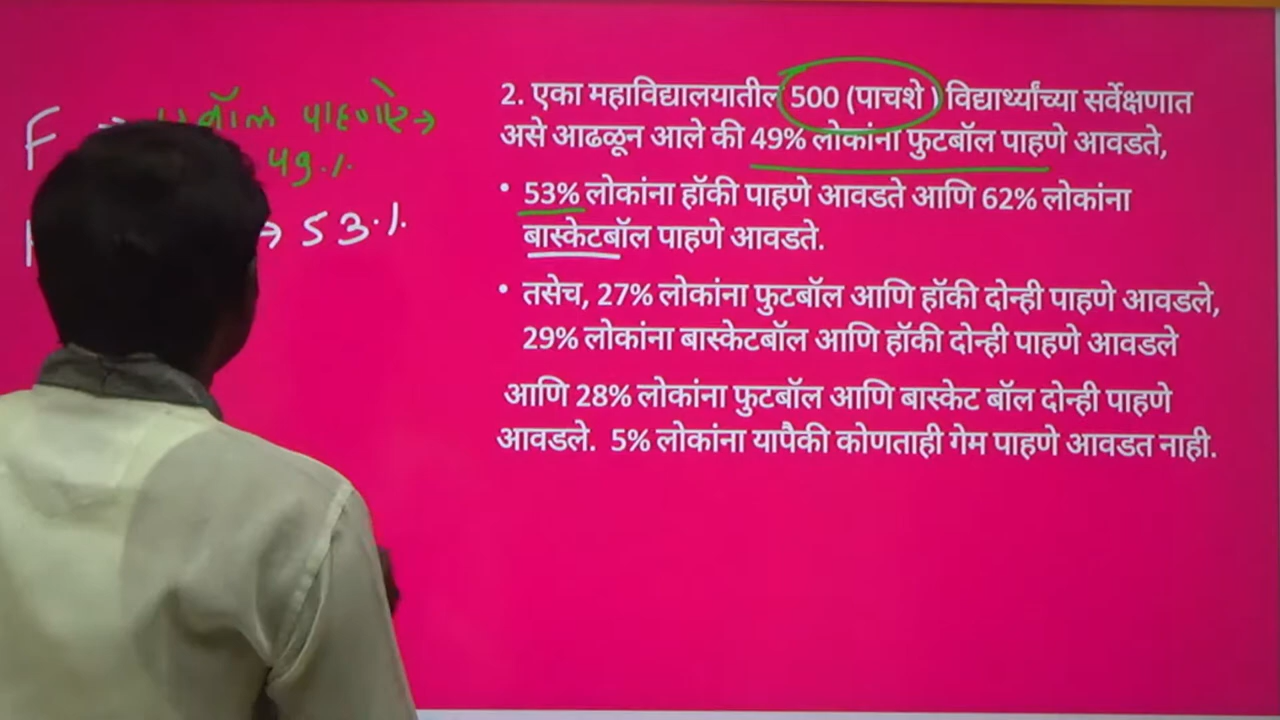 F
पाहणारे →
49.%
→ 53.%
2. एका महाविद्यालयातील 500 (पाचशे ) विद्यार्थ्यांच्या सर्वेक्षणात
असे आढळून आले की 49% लोकांना फुटबॉल पाहणे आवडते,
• 53% लोकांना हॉकी पाहणे आवडते आणि 62% लोकांना
बास्केटबॉल पाहणे आवडते.
• तसेच, 27% लोकांना फुटबॉल आणि हॉकी दोन्ही पाहणे आवडले,
29% लोकांना बास्केटबॉल आणि हॉकी दोन्ही पाहणे आवडले
आणि 28% लोकांना फुटबॉल आणि बास्केट बॉल दोन्ही पाहणे
आवडले. 5% लोकांना यापैकी कोणताही गेम पाहणे आवडत नाही.